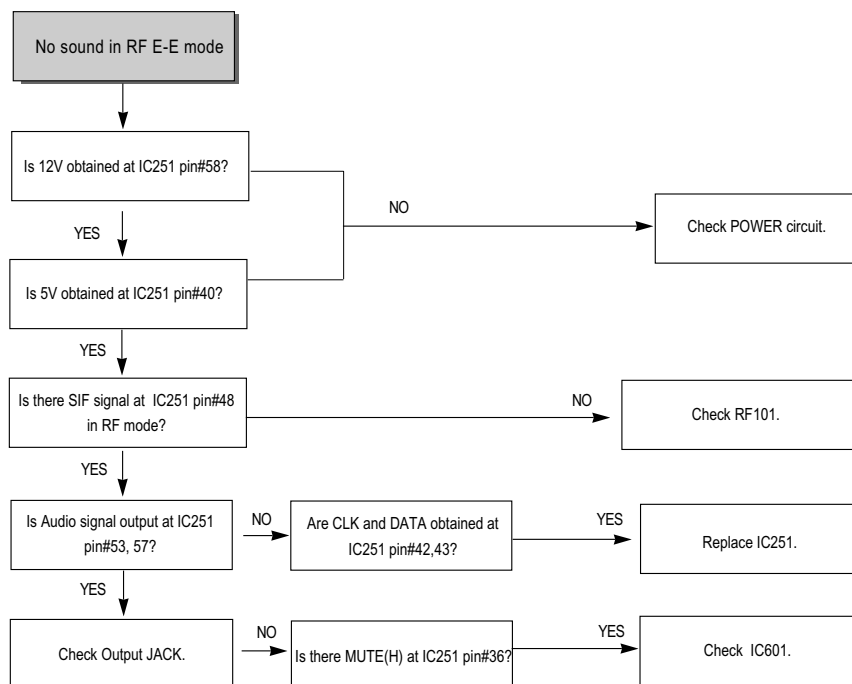 No sound in RF E-E mode
Is 12V obtained at IC251 pin#58?
NO
Check POWER circuit.
YES
Is 5V obtained at IC251 pin#40?
YES
Is there SIF signal at IC251 pin#48
in RF mode?
NO
Check RF101.
YES
Is Audio signal output at IC251
pin#53, 57?
NO
Are CLK and DATA obtained at
IC251 pin#42,43?
YES
Replace IC251.
YES
Check Output JACK.
NO
Is there MUTE(H) at IC251 pin#36?
YES
Check IC601.